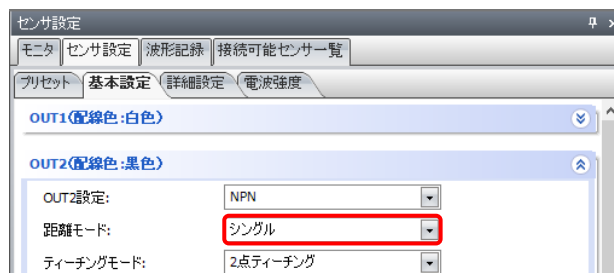 センサ設定
モニタ センサ設定 波形記録 接続可能センサ一覧
プリセット 基本設定 詳細設定 電波強度
OUT1(配線色:白色)
OUT2(配線色:黒色)
OUT2設定: NPN
距離モード: シングル
ティーチングモード: 2点ティーチング